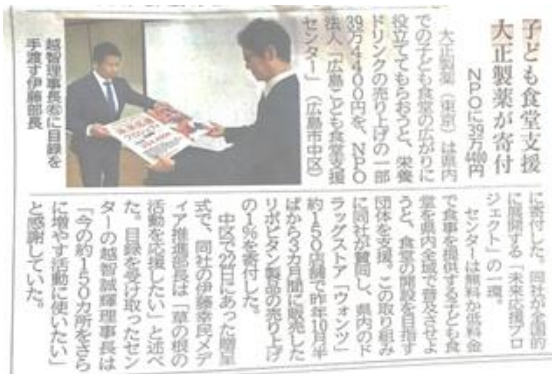 子ども食堂支援
大正製薬が寄付
NPOに39万4400円
大正製薬(東京)は県内
での子ども食堂の広がりに
役立ててもらおうと、栄養
ドリンクの売り上げの一部
39万4400円を、NPO
法人「広島こども食堂支援
センター」(広島市中区)
越智理事長㊨に目録を
手渡す伊藤部長
に寄付した。同社が全国的
に展開する「未来応援プロ
ジェクト」の一環。
センターは無料か低料金
で食事を提供する子ども食
堂を県内全域で普及させよ
うと、食堂の開設を目指す
団体を支援。この取り組み
に同社が賛同し、県内のド
ラッグストア「ウォンツ」
約150店舗で昨年10月半
ばから3カ月間に販売した
リポビタン製品の売り上げ
の1%を寄付した。
中区で22日にあった贈呈
式で、同社の伊藤幸民メデ
ィア推進部長は「草の根の
活動を応援したい」と述べ
た。目録を受け取ったセン
ターの越智誠輝理事長は
「今の約150カ所をさら
に増やす活動に使いたい」
と感謝していた。